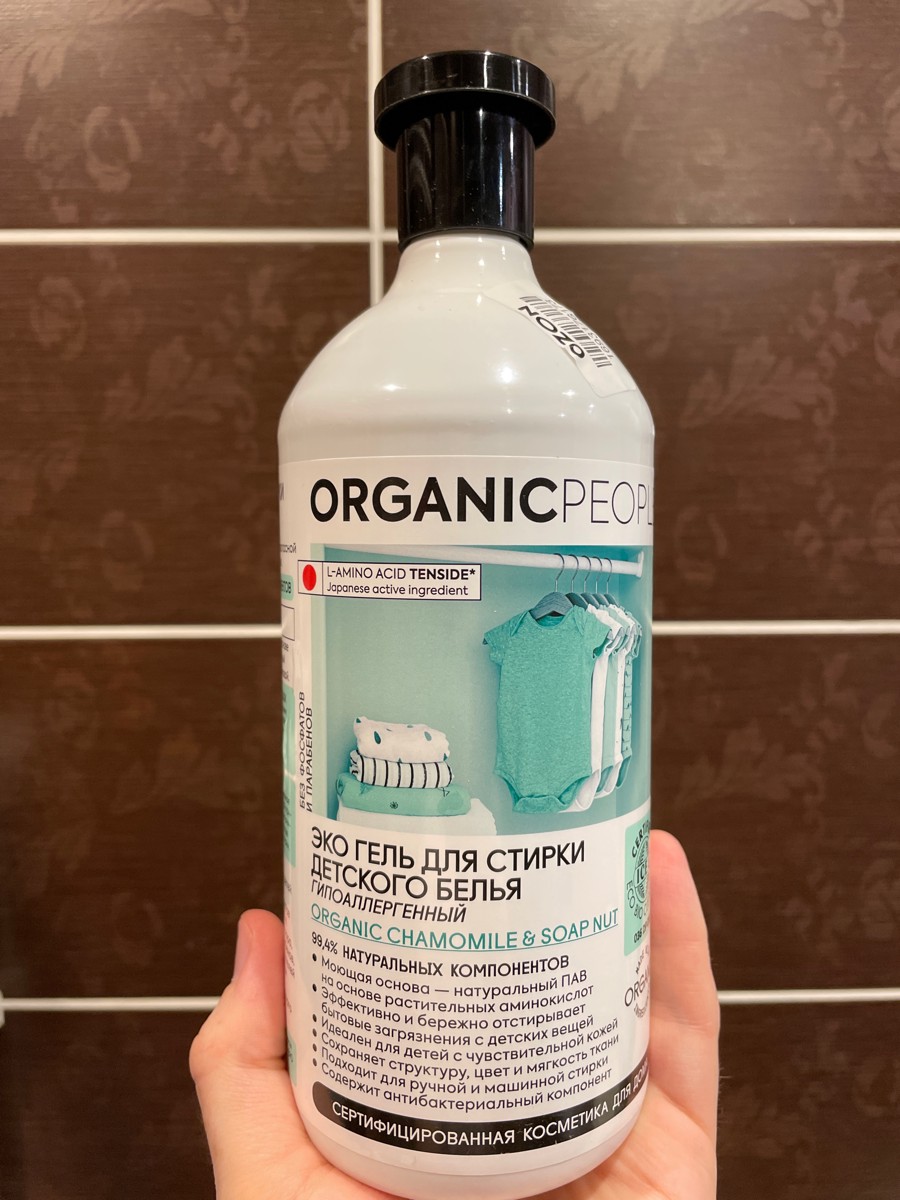 OZON
ORGANICPEOPL
L-AMINO ACID TENSIDE*
Japanese active ingredient
БЕЗ ФОСФАТОВ
И ПАРАБЕНОВ
ЭКО ГЕЛЬ ДЛЯ СТИРКИ
ДЕТСКОГО БЕЛЬЯ
ГИПОАЛЛЕРГЕННЫЙ
ORGANIC CHAMOMILE & SOAP NUT
99,4% НАТУРАЛЬНЫХ КОМПОНЕНТОВ
• Моющая основа — натуральный ПАВ
на основе растительных аминокислот
• Эффективно и бережно отстирывает
бытовые загрязнения с детских вещей
• Идеален для детей с чувствительной кожей
• Сохраняет структуру, цвет и мягкость ткани
• Подходит для ручной и машинной стирки
• Содержит антибактериальный компонент
СЕРТИФИЦИРОВАННАЯ КОСМЕТИКА ДЛЯ